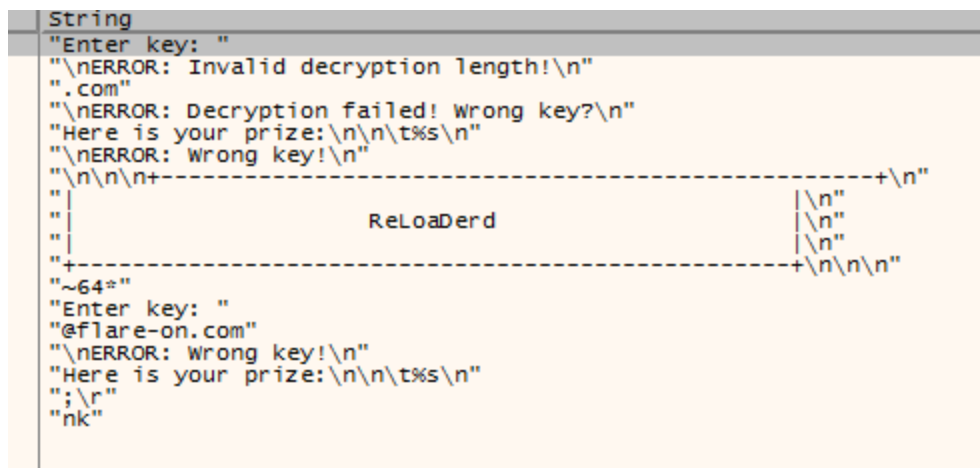 String
"Enter key: "
"\nERROR: Invalid decryption length!\n"
".com"
"\nERROR: Decryption failed! Wrong key?\n"
"Here is your prize:\n\n\t%s\n"
"\nERROR: Wrong key!\n"
"\n\n\n+---------------------------------------------------+\n"
"|                                                   |\n"
"|                     ReLoaDerd                     |\n"
"|                                                   |\n"
"+---------------------------------------------------+\n\n\n"
"~64*"
"Enter key: "
"@flare-on.com"
"\nERROR: Wrong key!\n"
"Here is your prize:\n\n\t%s\n"
";\r"
"nk"